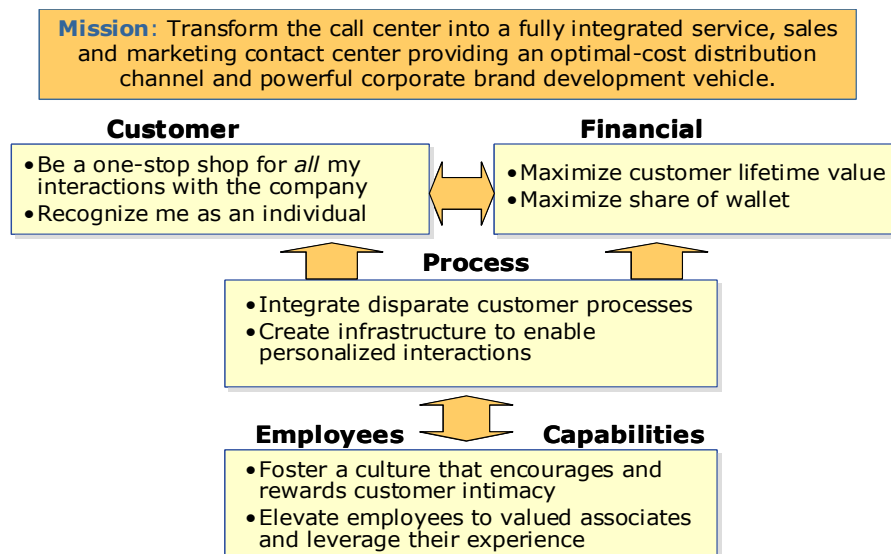 Mission: Transform the call center into a fully integrated service, sales
and marketing contact center providing an optimal-cost distribution
channel and powerful corporate brand development vehicle.
Customer
•Be a one-stop shop for all my
interactions with the company
•Recognize me as an individual
Financial
•Maximize customer lifetime value
•Maximize share of wallet
Process
•Integrate disparate customer processes
•Create infrastructure to enable
personalized interactions
Employees Capabilities
•Foster a culture that encourages and
rewards customer intimacy
•Elevate employees to valued associates
and leverage their experience